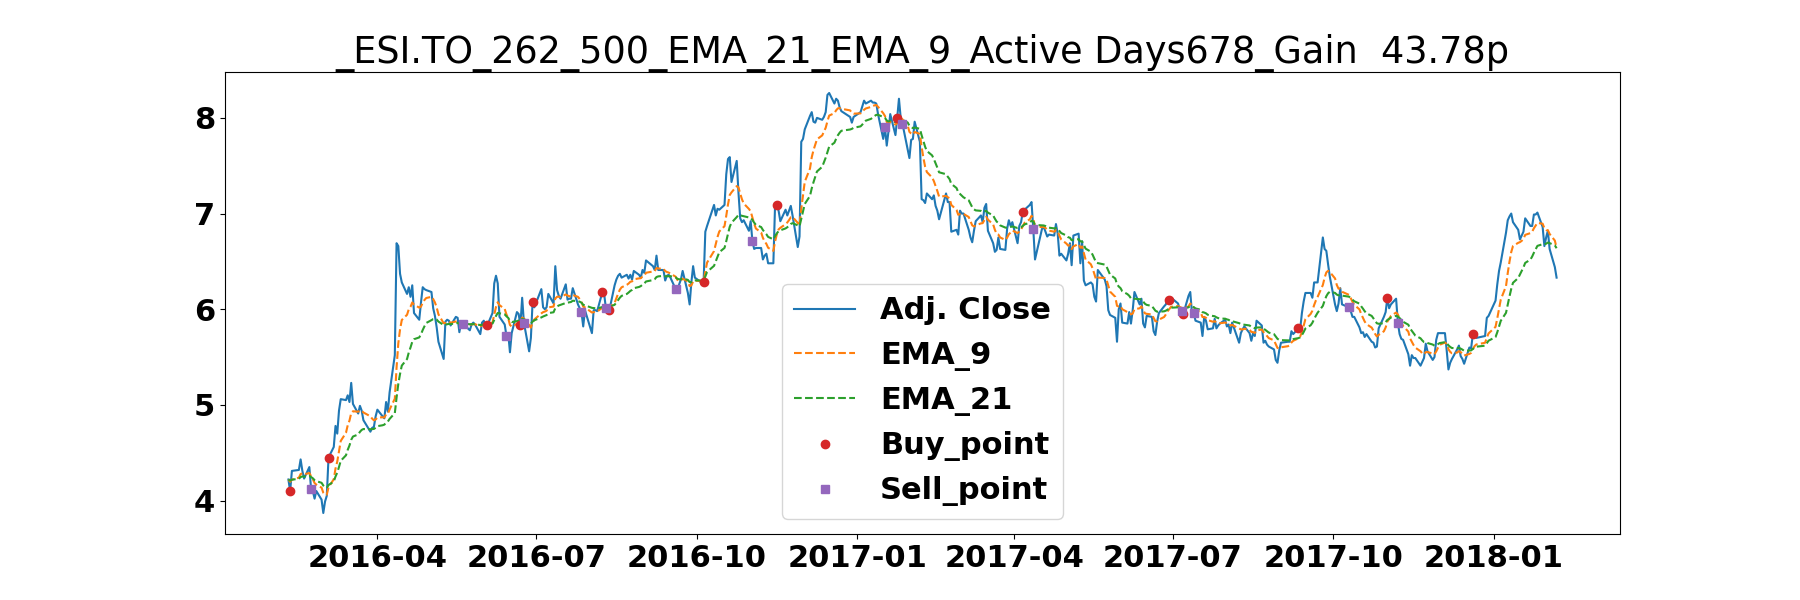 _ESI.TO_262_500_EMA_21_EMA_9_Active Days678_Gain  43.78p
8
7
6
5
4
Adj. Close
EMA_9
EMA_21
Buy_point
Sell_point
2016-04 2016-07 2016-10 2017-01 2017-04 2017-07 2017-10 2018-01